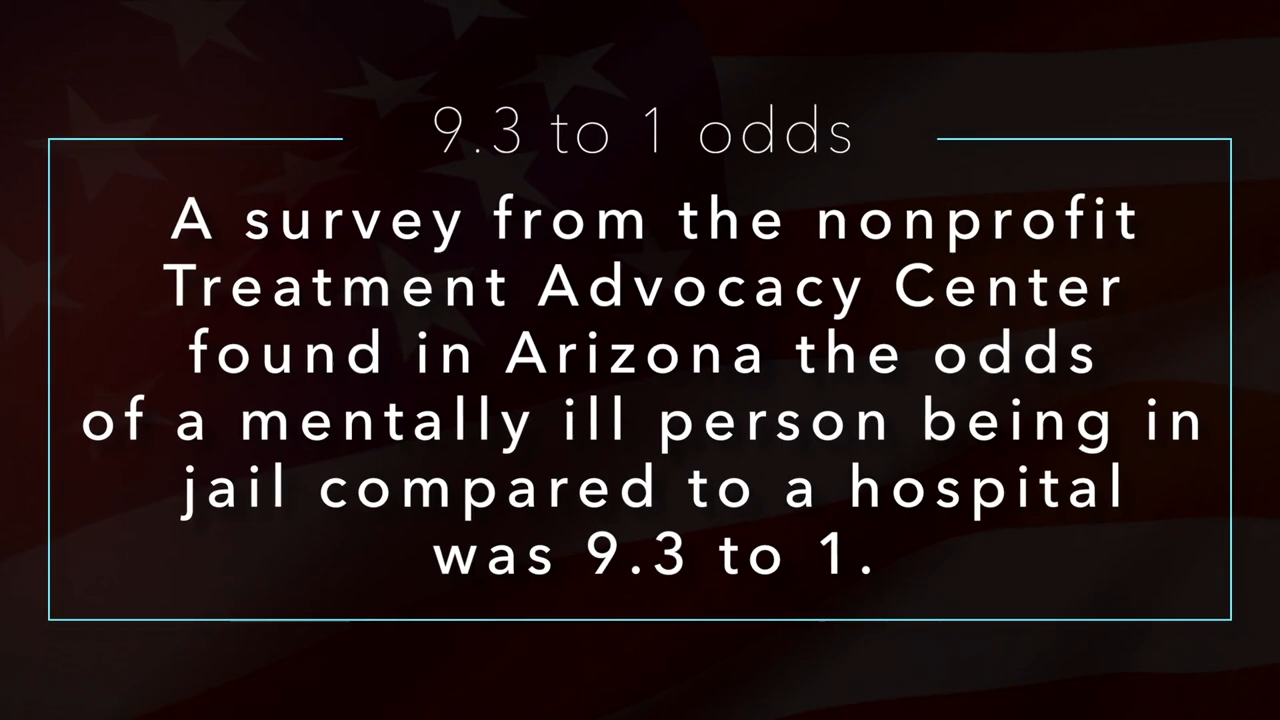 9.3 to 1 odds
A survey from the nonprofit
Treatment Advocacy Center
found in Arizona the odds
of a mentally ill person being in
jail compared to a hospital
was 9.3 to 1.